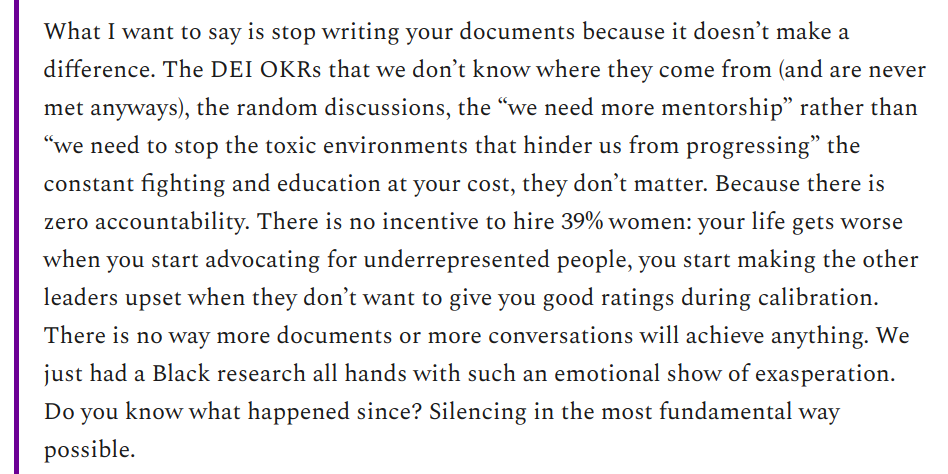 What I want to say is stop writing your documents because it doesn’t make a
difference. The DEI OKRs that we don’t know where they come from (and are never
met anyways), the random discussions, the “we need more mentorship” rather than
“we need to stop the toxic environments that hinder us from progressing” the
constant fighting and education at your cost, they don’t matter. Because there is
zero accountability. There is no incentive to hire 39% women: your life gets worse
when you start advocating for underrepresented people, you start making the other
leaders upset when they don’t want to give you good ratings during calibration.
There is no way more documents or more conversations will achieve anything. We
just had a Black research all hands with such an emotional show of exasperation.
Do you know what happened since? Silencing in the most fundamental way
possible.